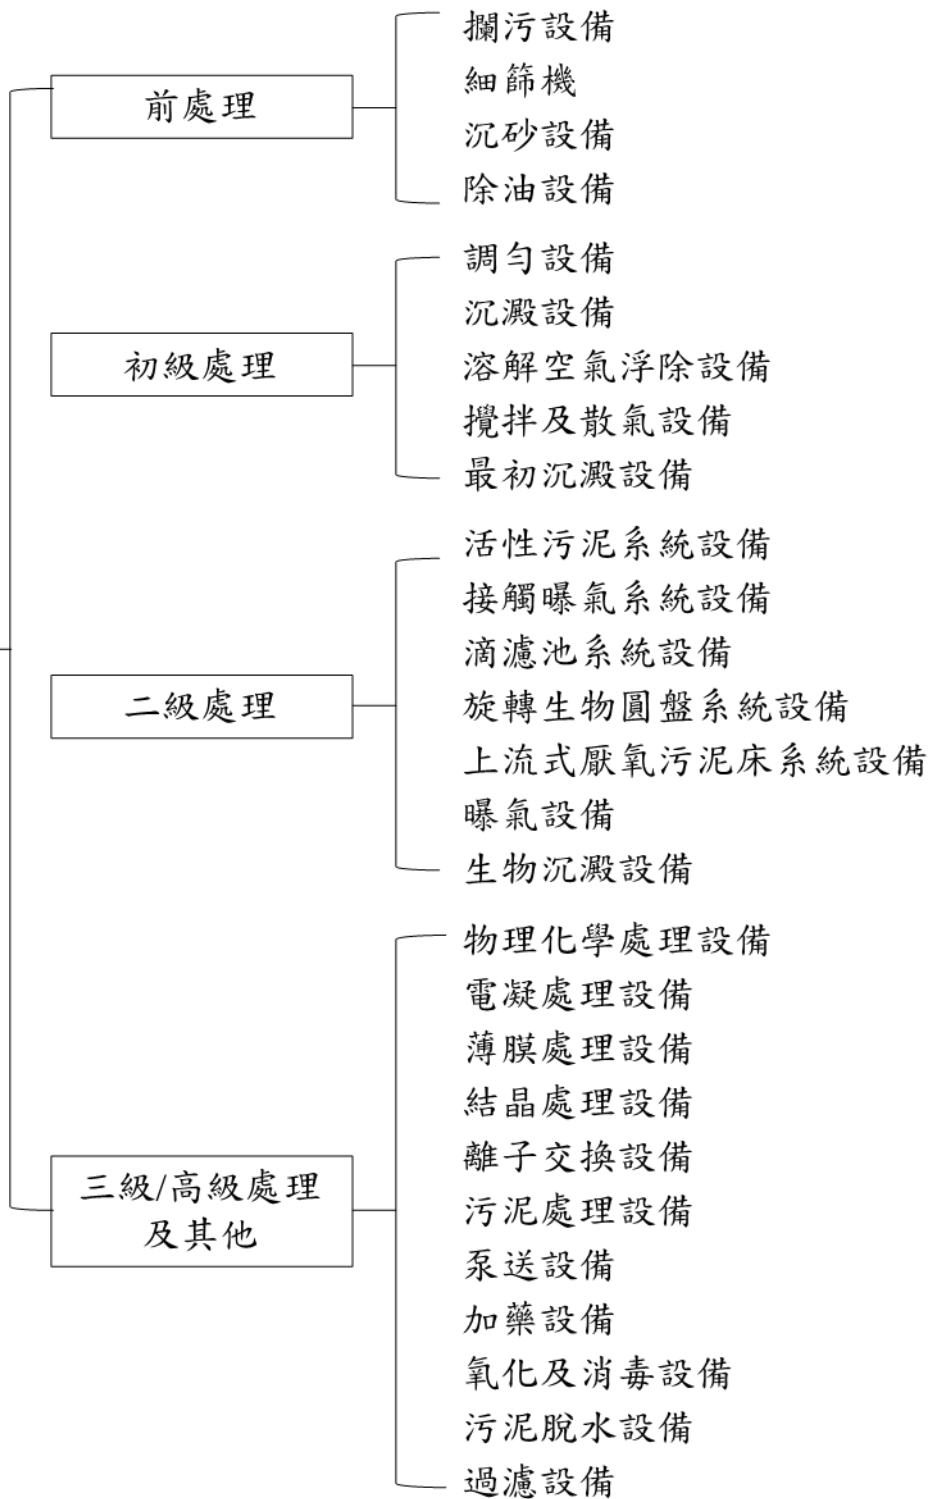 前處理
攔污設備
細篩機
沉砂設備
除油設備
初級處理
調勻設備
沉澱設備
溶解空氣浮除設備
攪拌及散氣設備
最初沉澱設備
二級處理
活性污泥系統設備
接觸曝氣系統設備
滴濾池系統設備
旋轉生物圓盤系統設備
上流式厭氧污泥床系統設備
曝氣設備
生物沉澱設備
三級/高級處理
及其他
物理化學處理設備
電凝處理設備
薄膜處理設備
結晶處理設備
離子交換設備
污泥處理設備
泵送設備
加藥設備
氧化及消毒設備
污泥脫水設備
過濾設備